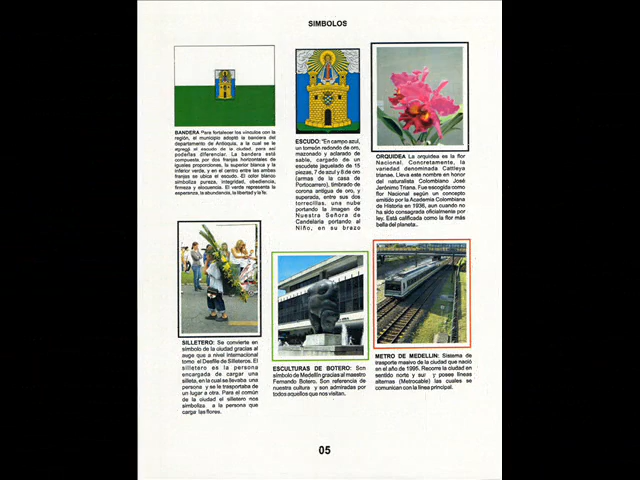 SIMBOLOS
BANDERA Para fortalecer los vínculos con la
región, el municipio adoptó la bandera del
departamento de Antioquia, a la cual se le
agregó el escudo de la ciudad para así
poderlas diferenciar. La bandera está
compuesta por dos franjas horizontales de
iguales proporciones, la superior blanca y la
inferior verde, y en el centro entre las ambas
franjas se ubica el escudo. El color blanco
simboliza pureza, integridad, obediencia,
firmeza y elocuencia. El verde representa la
esperanza, la abundancia, la libertad y la fe.
ESCUDO: "En campo azul,
un torreón redondo de oro,
mazonado y aclarado de
sable, cargado de un
escudete jaquelado de 15
piezas, 7 de azul y 8 de oro
(armas de la casa de
Portocarrero), timbrado de
corona antigua de oro, y
superada, entre sus dos
torrecillas, una nube
portando la Imagen de
Nuestra Señora de
Candelaria portando al
Niño, en su brazo
ORQUIDEA La orquídea es la flor
Nacional. Concretamente, la
variedad denominada Cattleya
trianae. Lleva este nombre en honor
del naturalista Colombiano José
Jerónimo Triana. Fue escogida como
flor Nacional según un concepto
emitido por la Academia Colombiana
de Historia en 1936, aun cuando no
ha sido consagrada oficialmente por
ley. Está calificada como la flor más
bella del planeta..
SILLETERO: Se convierte en
símbolo de la ciudad gracias al
auge que a nivel internacional
tomo el Desfile de Silleteros. El
silletero es la persona
encargada de cargar una
silleta, en la cual se llevaba una
persona y se le trasportaba de
un lugar a otra. Para el común
de la ciudad el silletero nos
simboliza a la persona que
carga las flores.
ESCULTURAS DE BOTERO: Son
símbolo de Medellín gracias al maestro
Fernando Botero. Son referencia de
nuestra cultura y son admiradas por
todos aquellos que nos visitan.
METRO DE MEDELLIN: Sistema de
trasporte masivo de la ciudad que nació
en el año de 1995. Recorre la ciudad en
sentido norte y sur y posee líneas
alternas (Metrocable) las cuales se
comunican con la línea principal.
05